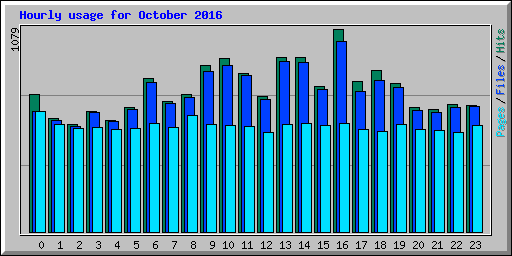 Hourly usage for October 2016
1079
Pages / Files / Hits
0 1 2 3 4 5 6 7 8 9 10 11 12 13 14 15 16 17 18 19 20 21 22 23